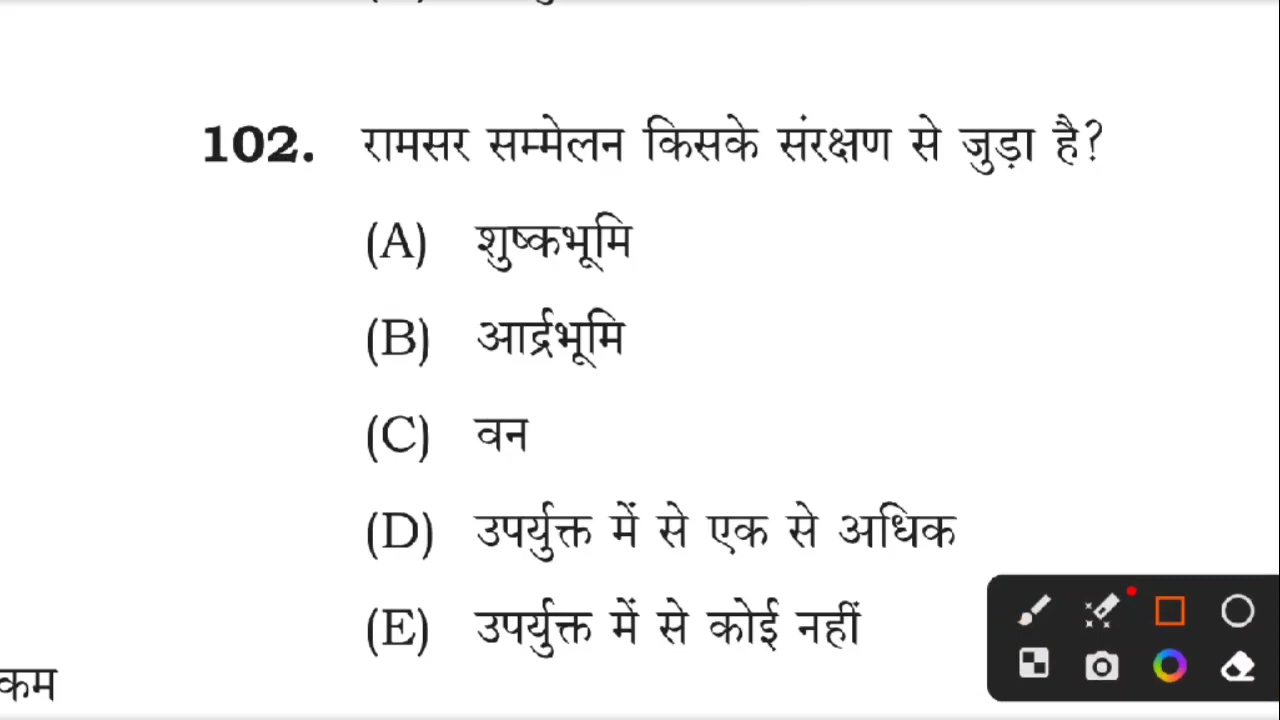 102. रामसर सम्मेलन किसके संरक्षण से जुड़ा है?
(A) शुष्कभूमि
(B) आर्द्रभूमि
(C) वन
(D) उपर्युक्त में से एक से अधिक
(E) उपर्युक्त में से कोई नहीं
कम